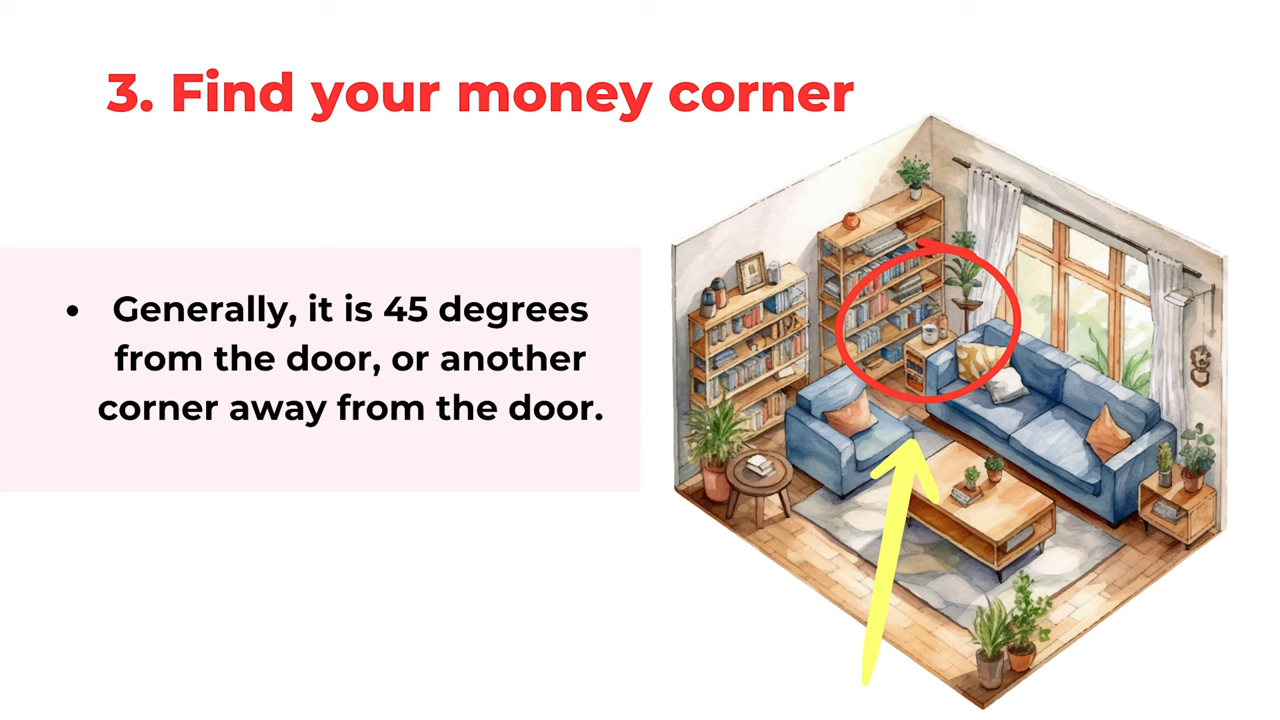 3. Find your money corner
• Generally, it is 45 degrees
from the door, or another
corner away from the door.